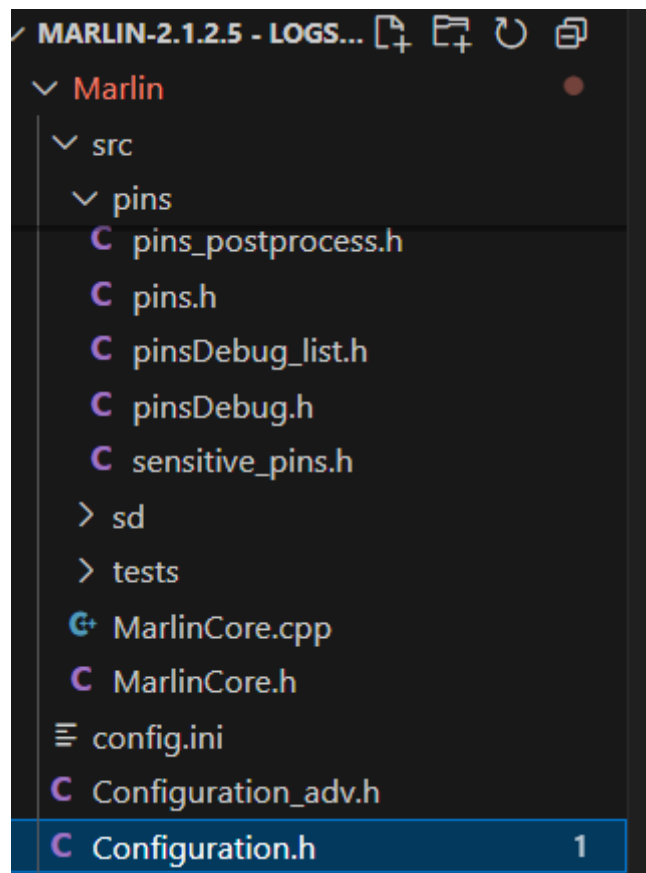 MARLIN-2.1.2.5 - LOGS...
Marlin
src
pins
C pins_postprocess.h
C pins.h
C pinsDebug_list.h
C pinsDebug.h
C sensitive_pins.h
sd
tests
C++ MarlinCore.cpp
C MarlinCore.h
config.ini
C Configuration_adv.h
C Configuration.h 1